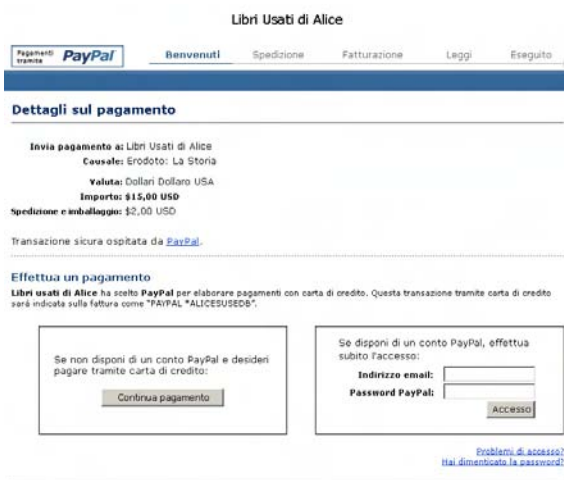 Libri Usati di Alice
Pagamenti tramite PayPal Benvenuti Spedizione Fatturazione Leggi Eseguito
Dettagli sul pagamento
Invia pagamento a: Libri Usati di Alice
Causale: Erodoto: La Storia
Valuta: Dollari Dollaro USA
Importo: $15,00 USD
Spedizione e imballaggio: $2,00 USD
Transazione sicura ospitata da PayPal.
Effettua un pagamento
Libri usati di Alice ha scelto PayPal per elaborare pagamenti con carta di credito. Questa transazione tramite carta di credito
sarà indicata sulla fattura come "PAYPAL *ALICESUSEDB".
Se non disponi di un conto PayPal e desideri
pagare tramite carta di credito:
Continua pagamento
Se disponi di un conto PayPal, effettua
subito l'accesso:
Indirizzo email:
Password PayPal:
Accesso
Problemi di accesso?
Hai dimenticato la password?